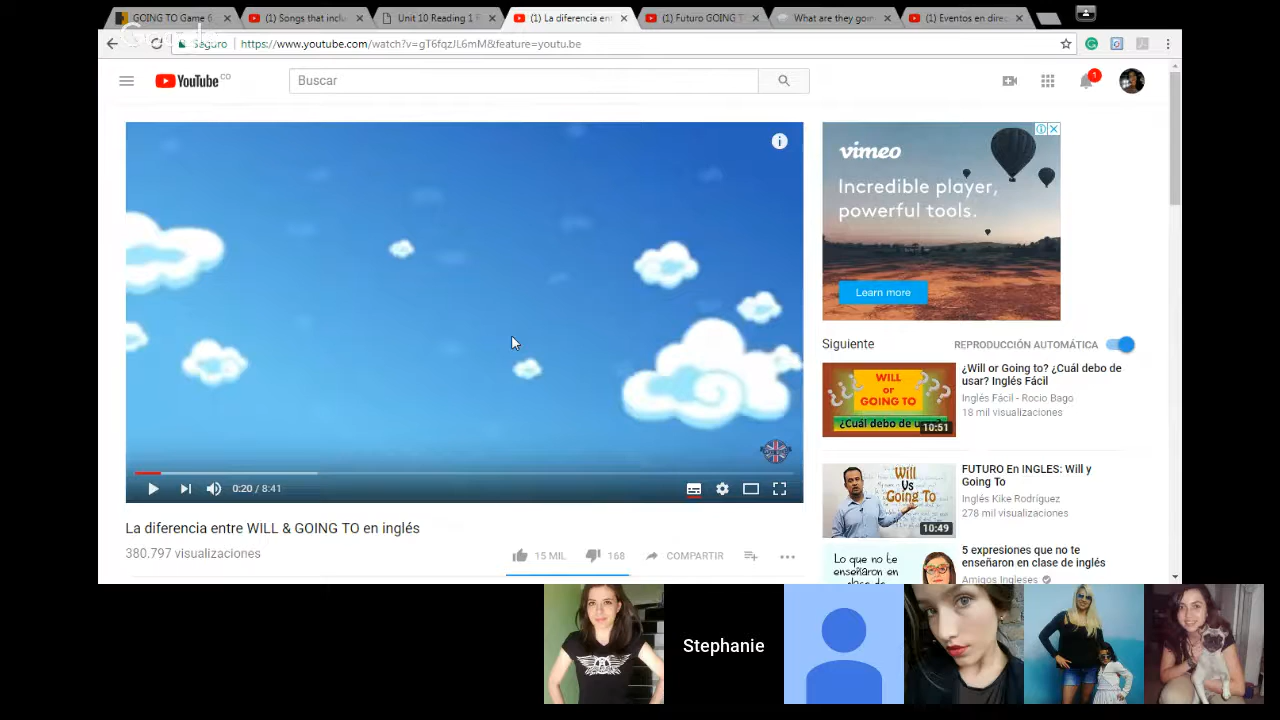 GOING TO Game 6
(1) Songs that inclu
Unit 10 Reading 1 F
(1) La diferencia en
(1) Futuro GOING T
What are they goin
(1) Eventos en direc
Seguro
https://www.youtube.com/watch?v=gT6fqzJL6mM&feature=youtu.be
YouTube CO
Buscar
1
vimeo
Incredible player,
powerful tools.
Learn more
Siguiente
REPRODUCCIÓN AUTOMÁTICA
WILL
or
GOING TO
¿Cuál debo de
10:51
¿Will or Going to? ¿Cuál debo de
usar? Inglés Fácil
Inglés Fácil - Rocio Bago
18 mil visualizaciones
Will
Vs
Going To
10:49
FUTURO En INGLES: Will y
Going To
Inglés Kike Rodríguez
278 mil visualizaciones
Lo que no te
enseñaron en
clase de
5 expresiones que no te
enseñaron en clase de inglés
Amigos Ingleses
0:20 / 8:41
La diferencia entre WILL & GOING TO en inglés
380.797 visualizaciones
15 MIL
168
COMPARTIR
Stephanie